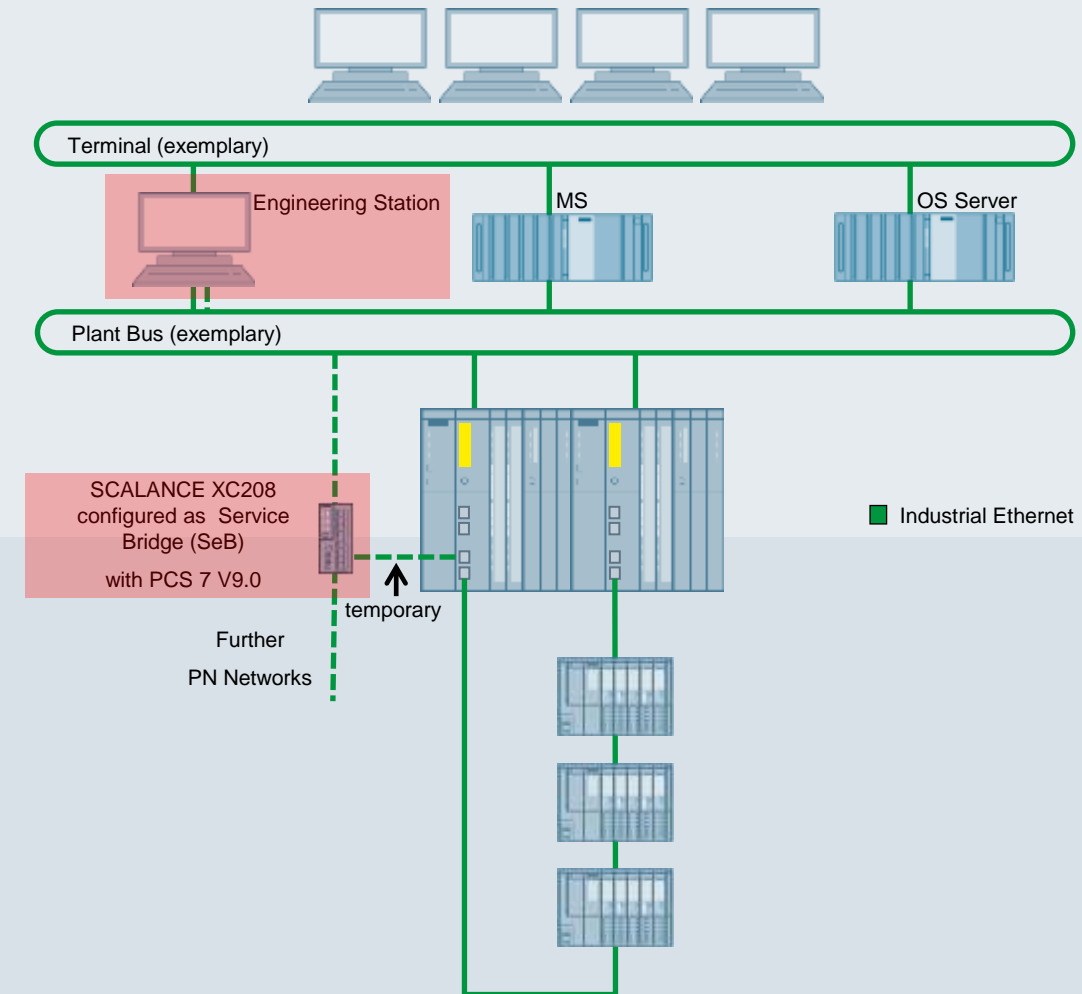 Terminal (exemplary)
Engineering Station
MS
OS Server
Plant Bus (exemplary)
SCALANCE XC208
configured as Service
Bridge (SeB)
with PCS 7 V9.0
Industrial Ethernet
temporary
Further
PN Networks